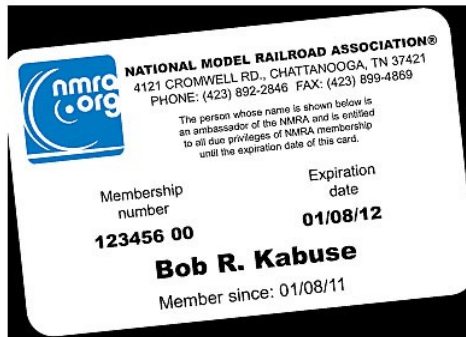 nmra
.org
NATIONAL MODEL RAILROAD ASSOCIATION®
4121 CROMWELL RD., CHATTANOOGA, TN 37421
PHONE: (423) 892-2846 FAX: (423) 899-4869
The person whose name is shown below is
an ambassador of the NMRA and is entitled
to all due privileges of NMRA membership
until the expiration date of this card.
Membership
number
123456 00
Expiration
date
01/08/12
Bob R. Kabuse
Member since: 01/08/11